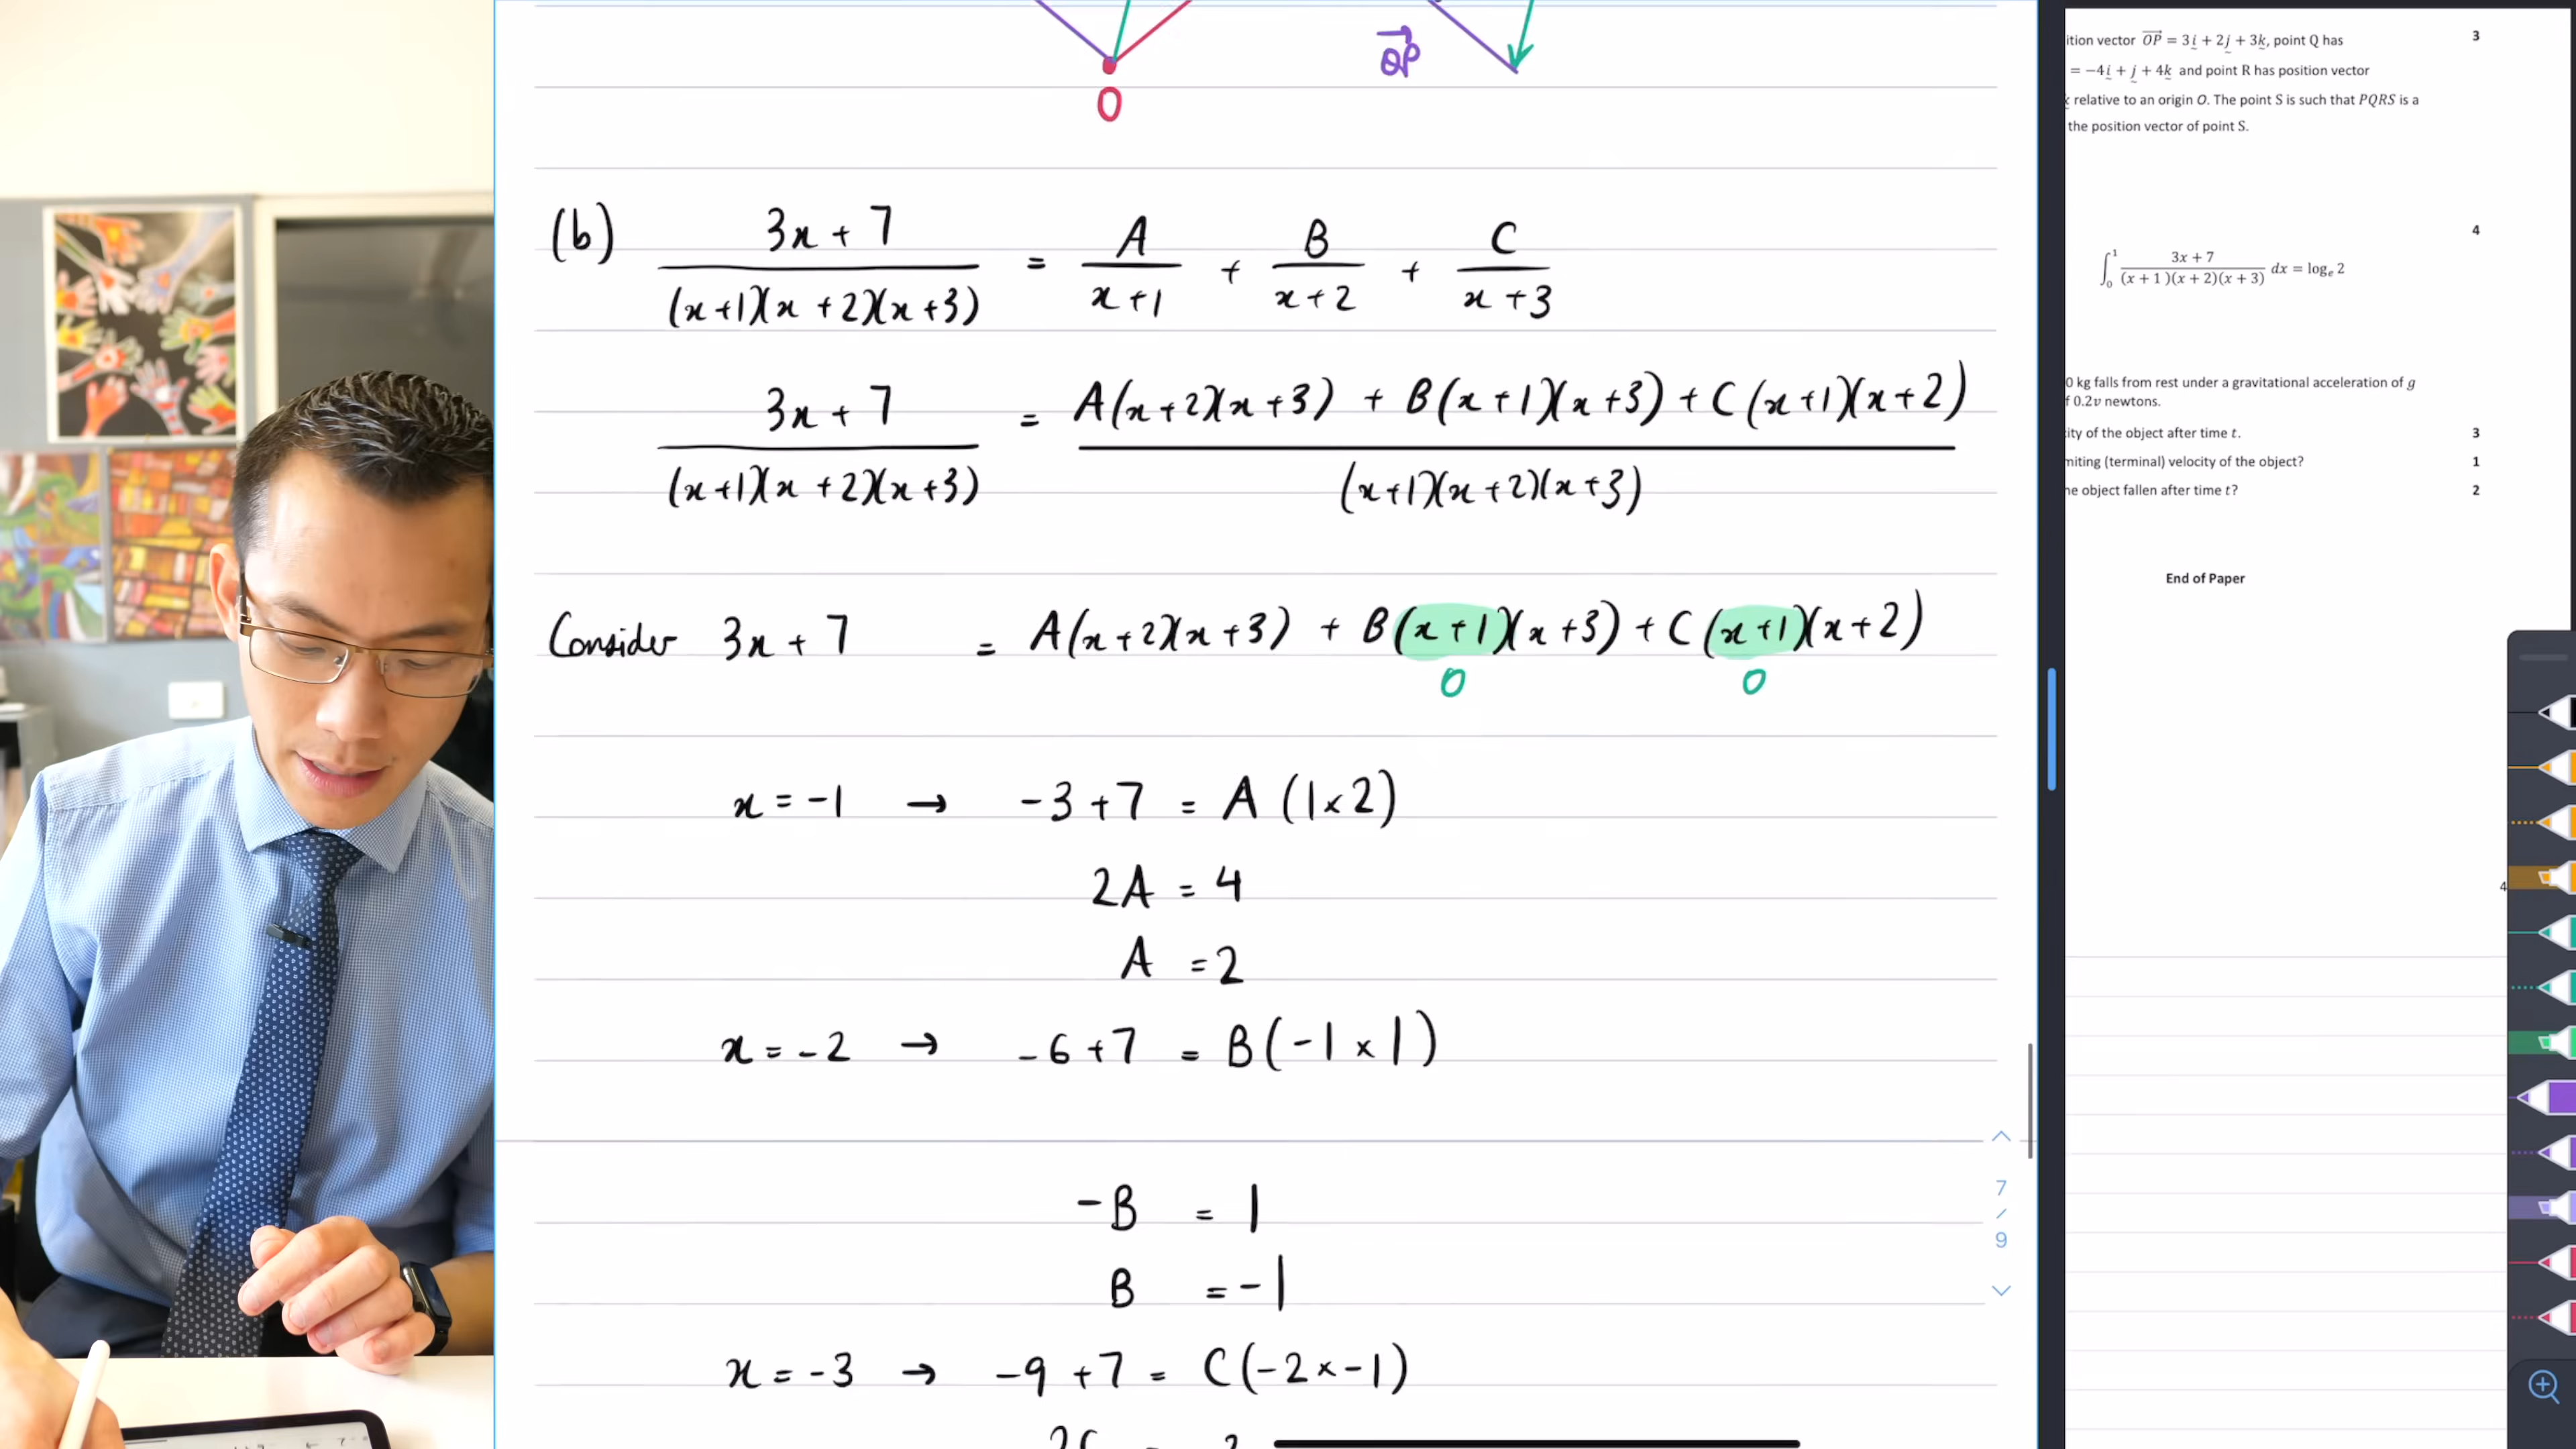 OP
O
(b) 3x + 7 / (x+1)(x+2)(x+3) = A / x+1 + B / x+2 + C / x+3
3x + 7 / (x+1)(x+2)(x+3) = A(x+2)(x+3) + B(x+1)(x+3) + C(x+1)(x+2) / (x+1)(x+2)(x+3)
Consider 3x + 7 = A(x+2)(x+3) + B(x+1)(x+3) + C(x+1)(x+2)
0 0
x = -1 → -3 + 7 = A (1×2)
2A = 4
A = 2
x = -2 → -6 + 7 = B(-1 × 1)
-B = 1
B = -1
x = -3 → -9 + 7 = C(-2 × -1)
7
/
9
ition vector OP = 3i + 2j + 3k, point Q has 3
= −4i + j + 4k and point R has position vector
relative to an origin O. The point S is such that PQRS is a
the position vector of point S.
4
∫₀¹ 3x + 7 / (x + 1)(x + 2)(x + 3) dx = logₑ 2
0 kg falls from rest under a gravitational acceleration of g
f 0.2v newtons.
ity of the object after time t. 3
miting (terminal) velocity of the object? 1
he object fallen after time t? 2
End of Paper
4